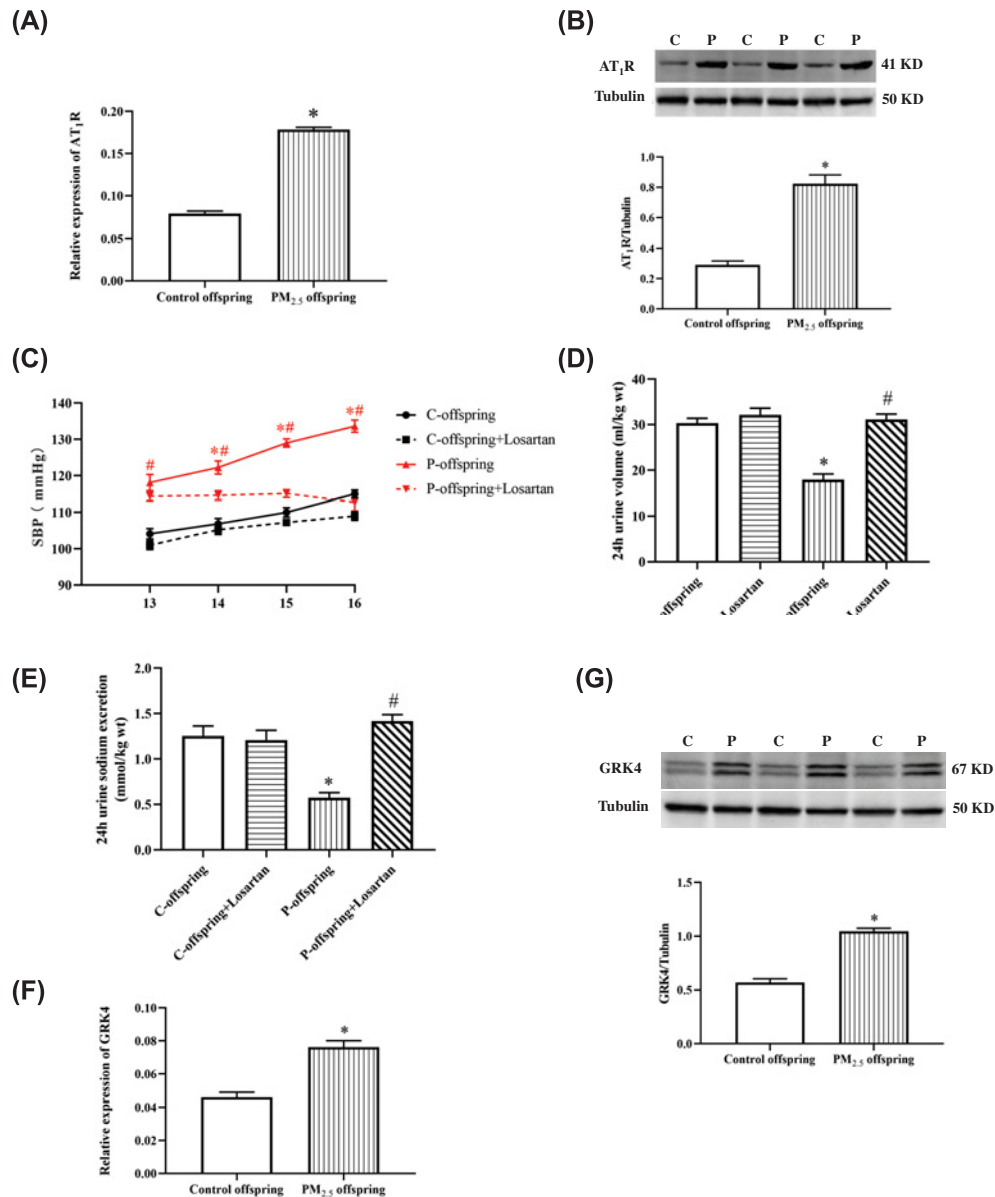 (A)
Relative expression of AT₁R
0.20
0.15
0.10
0.05
0.00
*
Control offspring
PM₂.₅ offspring
(B)
C P C P C P
AT₁R
41 KD
Tubulin
50 KD
AT₁R/Tubulin
1.0
0.8
0.6
0.4
0.2
0.0
*
Control offspring
PM₂.₅ offspring
(C)
SBP ( mmHg)
140
130
120
110
100
90
#
*#
*#
*#
13 14 15 16
C-offspring
C-offspring+Losartan
P-offspring
P-offspring+Losartan
(D)
24h urine volume (ml/kg wt)
40
30
20
10
0
*
#
offspring
Losartan
offspring
Losartan
(E)
24h urine sodium excretion
(mmol/kg wt)
2.0
1.5
1.0
0.5
0.0
*
#
C-offspring
C-offspring+Losartan
P-offspring
P-offspring+Losartan
(F)
Relative expression of GRK4
0.10
0.08
0.06
0.04
0.02
0.00
*
Control offspring
PM₂.₅ offspring
(G)
C P C P C P
GRK4
67 KD
Tubulin
50 KD
GRK4/Tubulin
1.5
1.0
0.5
0.0
*
Control offspring
PM₂.₅ offspring